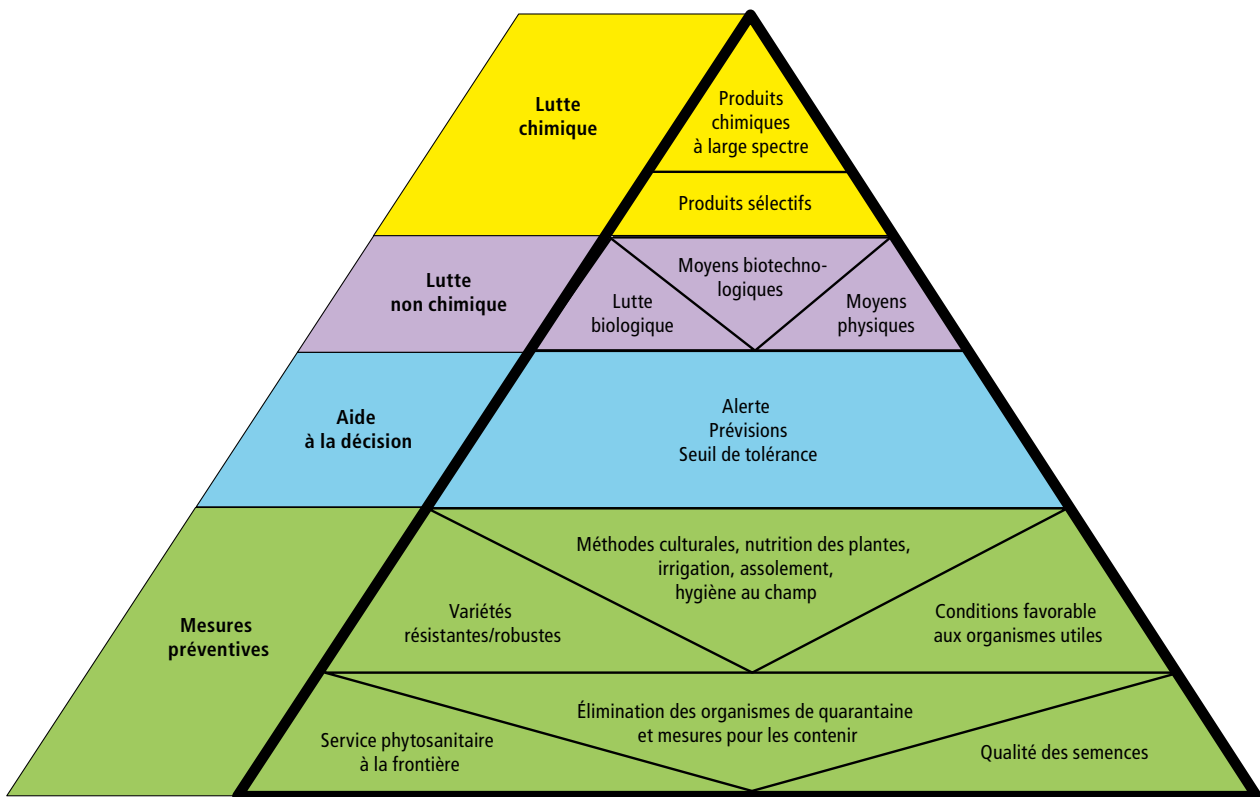 Lutte
chimique
Produits
chimiques
à large spectre
Produits sélectifs
Lutte
non chimique
Moyens biotechno-
logiques
Lutte
biologique
Moyens
physiques
Aide
à la décision
Alerte
Prévisions
Seuil de tolérance
Mesures
préventives
Méthodes culturales, nutrition des plantes,
irrigation, assolement,
hygiène au champ
Variétés
résistantes/robustes
Conditions favorable
aux organismes utiles
Élimination des organismes de quarantaine
et mesures pour les contenir
Service phytosanitaire
à la frontière
Qualité des semences